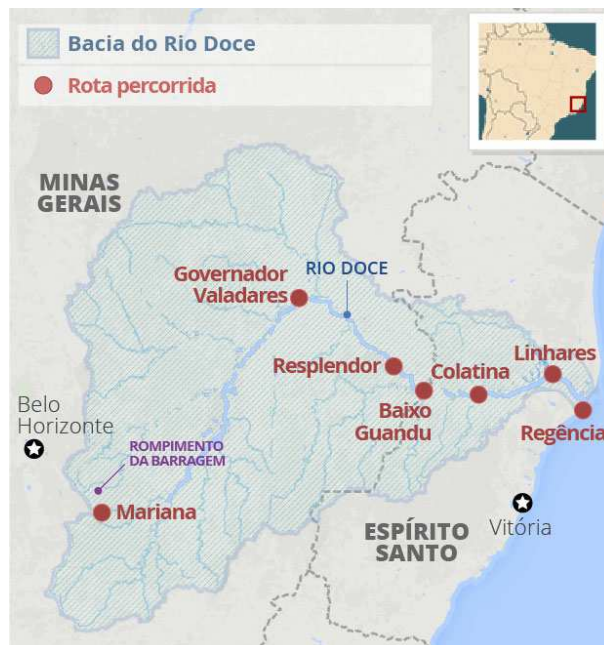 Bacia do Rio Doce
Rota percorrida
MINAS
GERAIS
Governador
Valadares
RIO DOCE
Resplendor
Colatina
Linhares
Baixo
Guandu
Regência
Belo
Horizonte
ROMPIMENTO
DA BARRAGEM
Mariana
ESPÍRITO
SANTO
Vitória